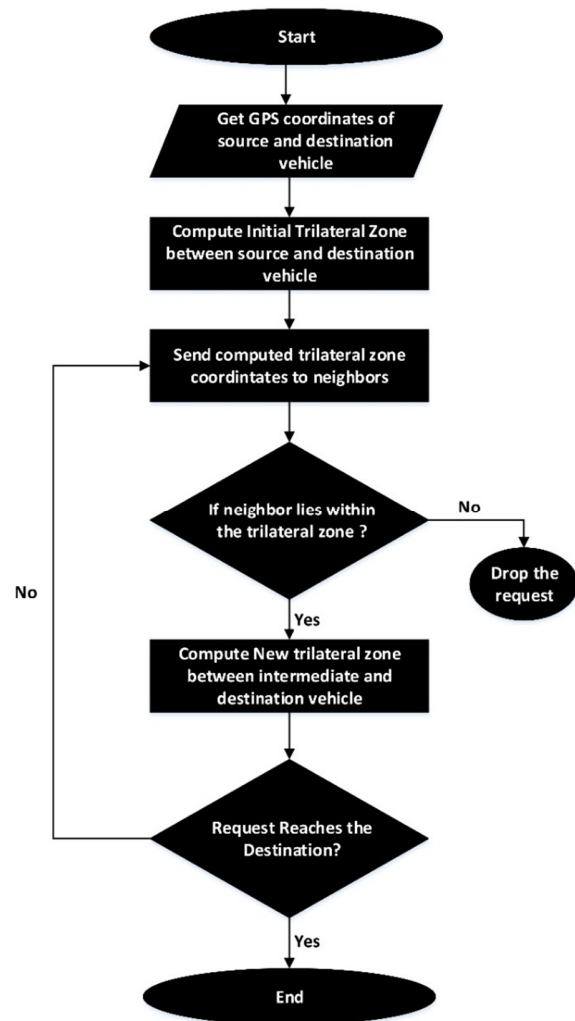 Start
Get GPS coordinates of
source and destination
vehicle
Compute Initial Trilateral Zone
between source and destination
vehicle
Send computed trilateral zone
coordintates to neighbors
If neighbor lies within
the trilateral zone ?
No
Drop the
request
No
Yes
Compute New trilateral zone
between intermediate and
destination vehicle
Request Reaches the
Destination?
Yes
End